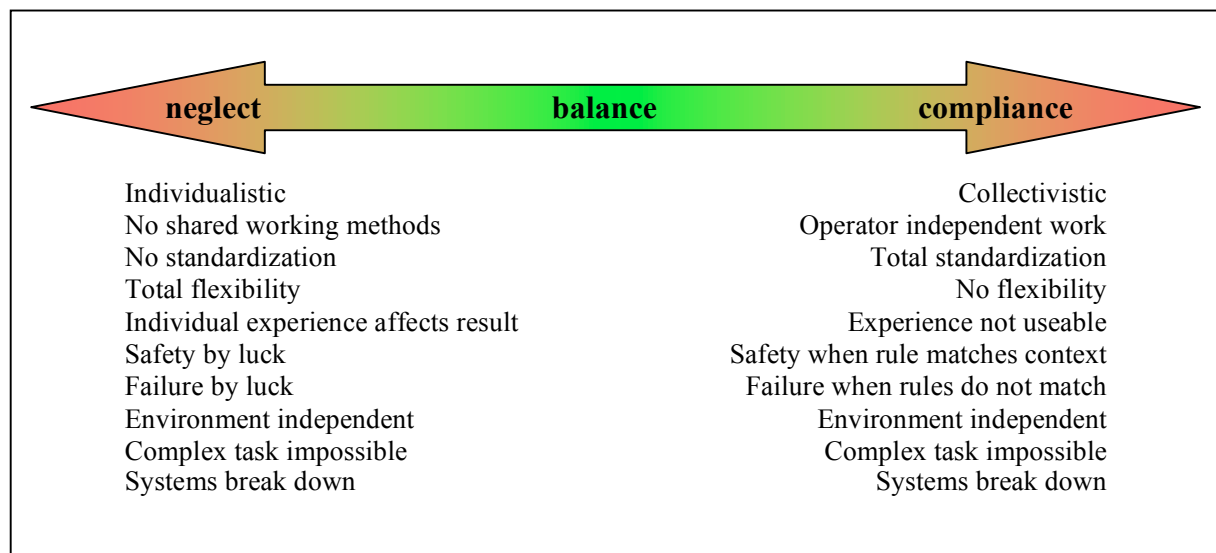 neglect balance compliance
Individualistic Collectivistic
No shared working methods Operator independent work
No standardization Total standardization
Total flexibility No flexibility
Individual experience affects result Experience not useable
Safety by luck Safety when rule matches context
Failure by luck Failure when rules do not match
Environment independent Environment independent
Complex task impossible Complex task impossible
Systems break down Systems break down